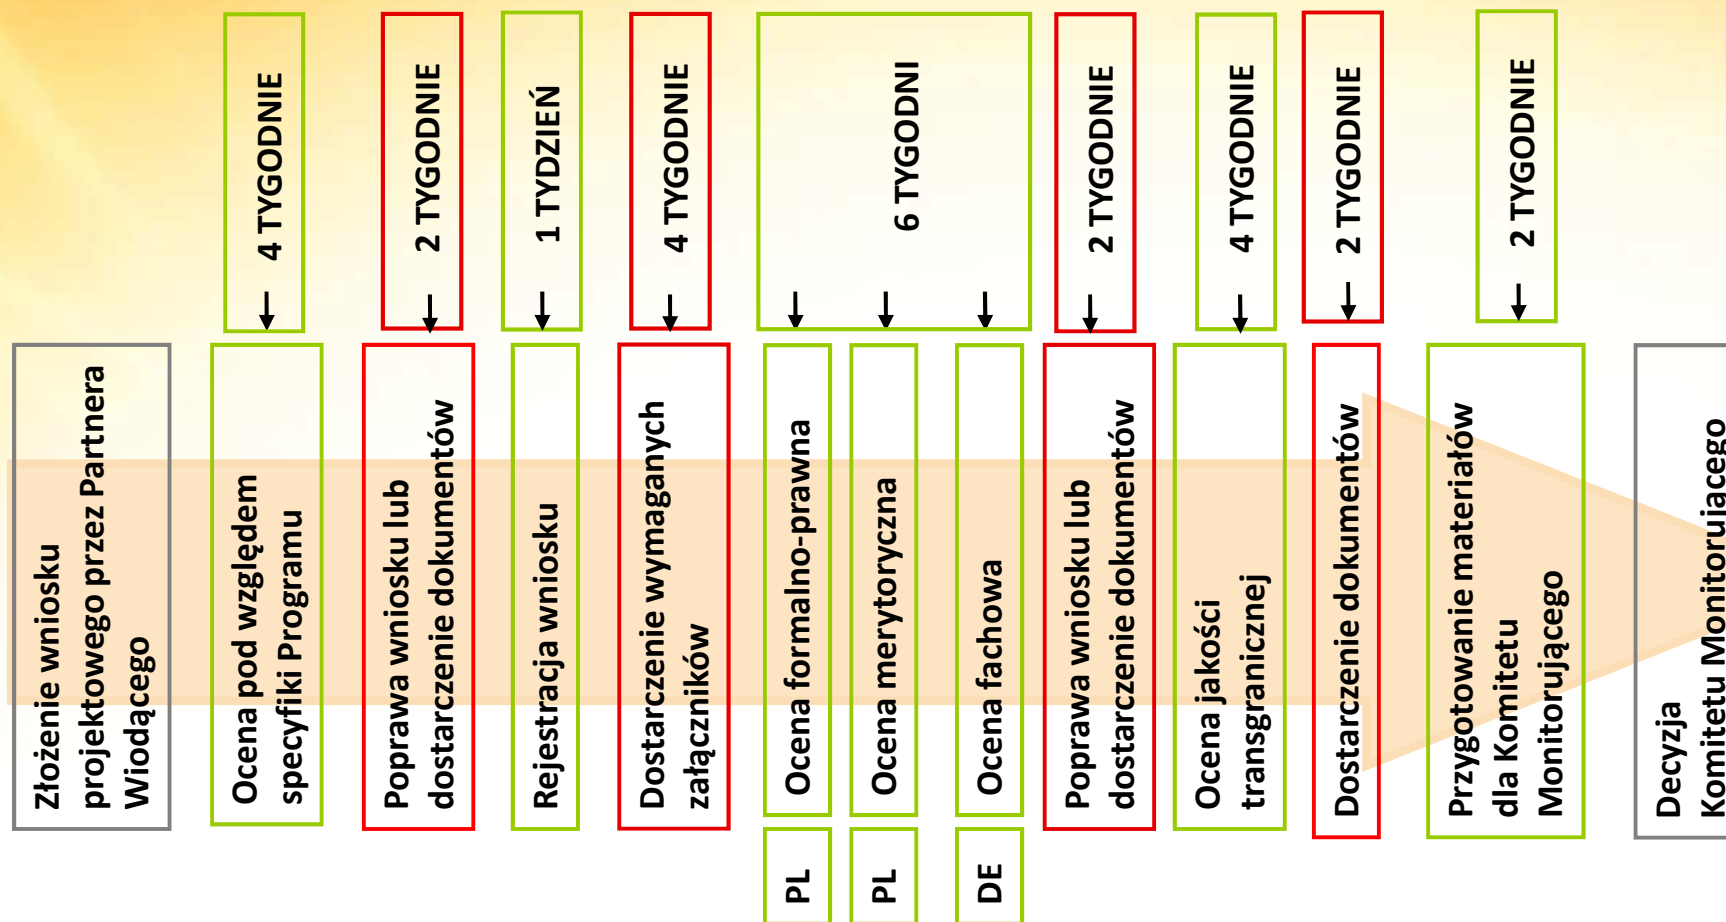 Złożenie wniosku
projektowego przez Partnera
Wiodącego
4 TYGODNIE
Ocena pod względem
specyfiki Programu
2 TYGODNIE
Poprawa wniosku lub
dostarczenie dokumentów
1 TYDZIEŃ
Rejestracja wniosku
4 TYGODNIE
Dostarczenie wymaganych
załączników
6 TYGODNI
PL
Ocena formalno-prawna
PL
Ocena merytoryczna
DE
Ocena fachowa
2 TYGODNIE
Poprawa wniosku lub
dostarczenie dokumentów
4 TYGODNIE
Ocena jakości
transgranicznej
2 TYGODNIE
Dostarczenie dokumentów
2 TYGODNIE
Przygotowanie materiałów
dla Komitetu
Monitorującego
Decyzja
Komitetu Monitorującego